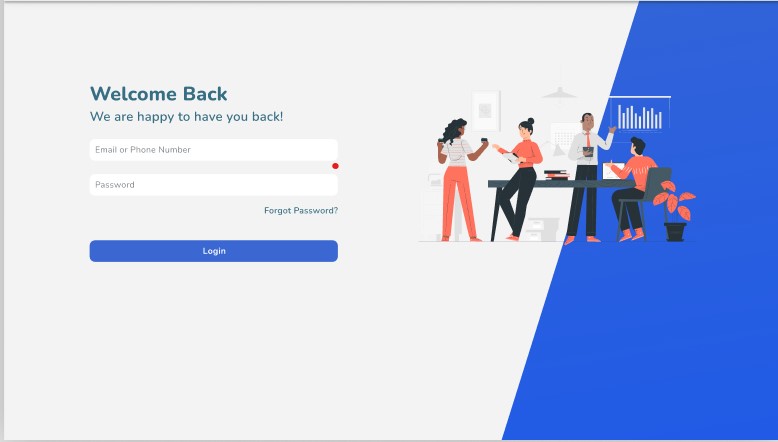 Welcome Back
We are happy to have you back!
Email or Phone Number
Password
Forgot Password?
Login